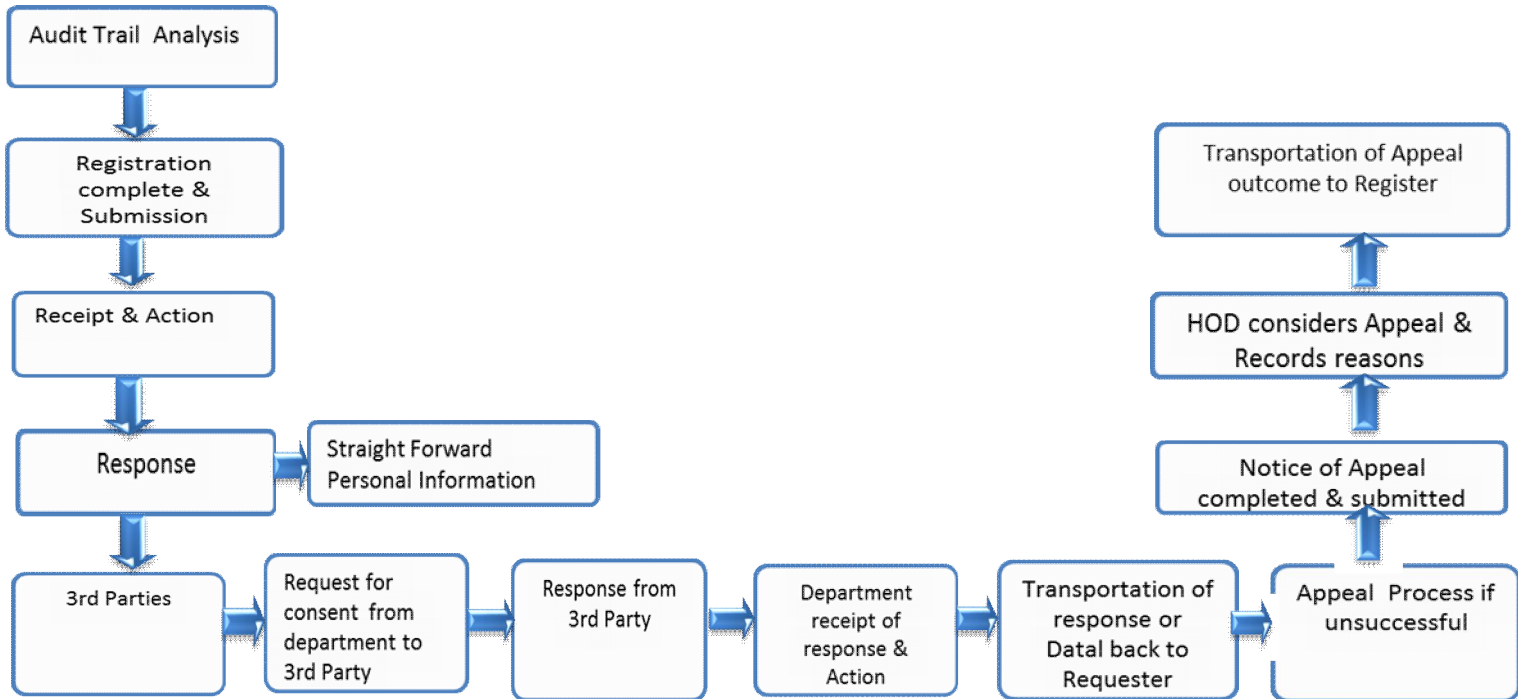 Audit Trail Analysis
Registration
complete &
Submission
Receipt & Action
Response
Straight Forward
Personal Information
3rd Parties
Request for
consent from
department to
3rd Party
Response from
3rd Party
Department
receipt of
response &
Action
Transportation of
response or
Datal back to
Requester
Appeal Process if
unsuccessful
Notice of Appeal
completed & submitted
HOD considers Appeal &
Records reasons
Transportation of Appeal
outcome to Register